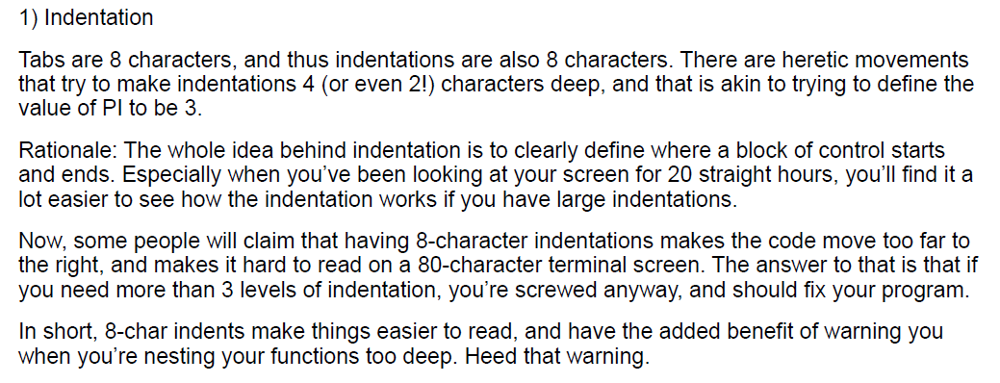 1) Indentation
Tabs are 8 characters, and thus indentations are also 8 characters. There are heretic movements
that try to make indentations 4 (or even 2!) characters deep, and that is akin to trying to define the
value of PI to be 3.
Rationale: The whole idea behind indentation is to clearly define where a block of control starts
and ends. Especially when you’ve been looking at your screen for 20 straight hours, you’ll find it a
lot easier to see how the indentation works if you have large indentations.
Now, some people will claim that having 8-character indentations makes the code move too far to
the right, and makes it hard to read on a 80-character terminal screen. The answer to that is that if
you need more than 3 levels of indentation, you’re screwed anyway, and should fix your program.
In short, 8-char indents make things easier to read, and have the added benefit of warning you
when you’re nesting your functions too deep. Heed that warning.